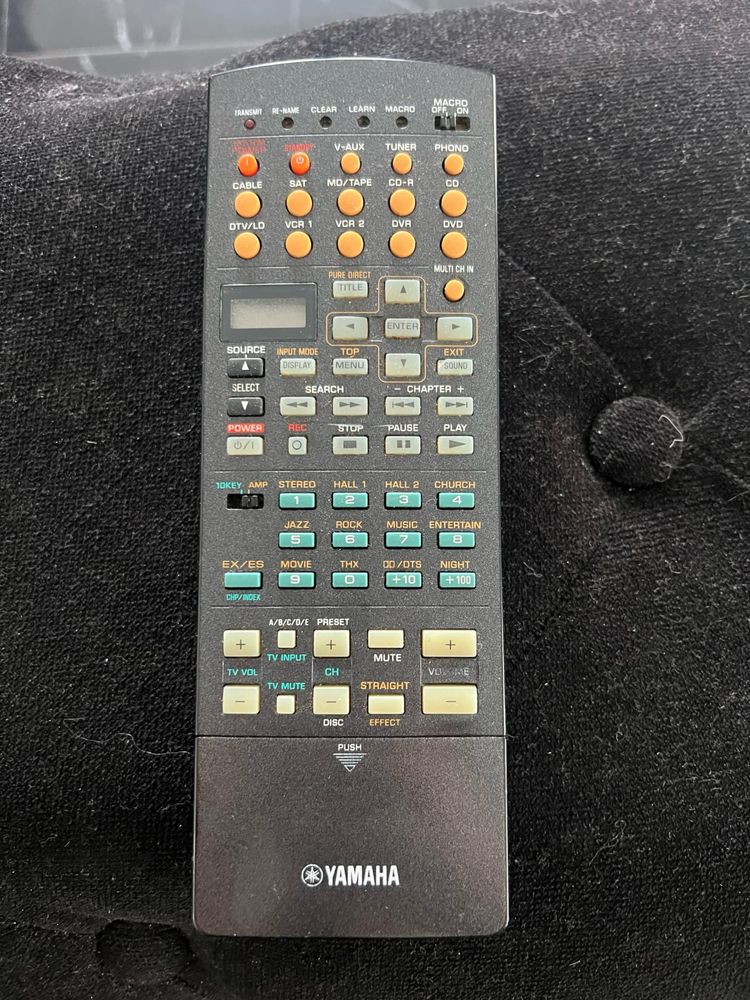 MACRO
TRANSMIT RE-NAME CLEAR LEARN MACRO OFF ON
STANDBY V-AUX TUNER PHONO
CABLE SAT MD/TAPE CD-R CD
DTV/LD VCR 1 VCR 2 DVR DVD
MULTI CH IN
PURE DIRECT
TITLE
ENTER
SOURCE INPUT MODE TOP EXIT
DISPLAY MENU SOUND
SELECT SEARCH - CHAPTER +
POWER REC STOP PAUSE PLAY
10KEY AMP STEREO HALL 1 HALL 2 CHURCH
1 2 3 4
JAZZ ROCK MUSIC ENTERTAIN
5 6 7 8
EX/ES MOVIE THX DD/DTS NIGHT
9 0 +10 +100
CHP/INDEX
A/B/C/D/E PRESET
+ + +
TV INPUT MUTE
TV VOL CH VOLUME
TV MUTE STRAIGHT
- - -
DISC EFFECT
PUSH
YAMAHA